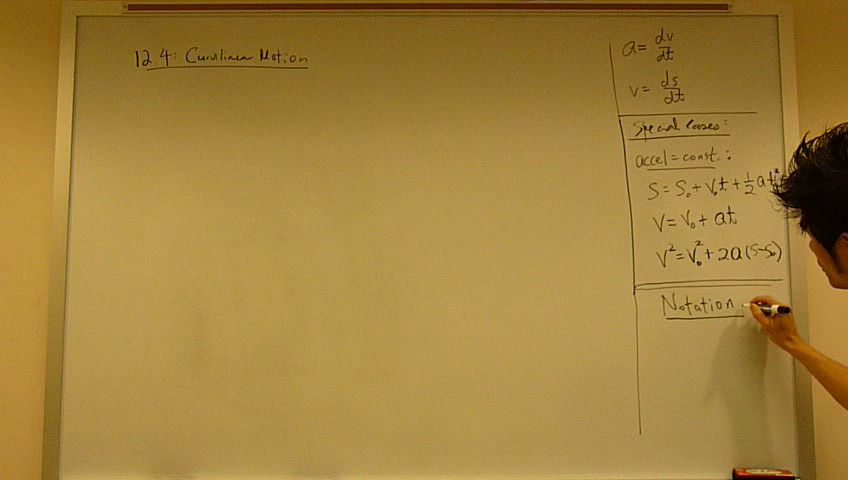 12.4: Curvilinear Motion
a = dv/dt
v = ds/dt
Special Cases:
accel = const.:
S = S₀ + V₀t + ½at²
V = V₀ + at
V² = V₀² + 2a(S-S₀)
Notation